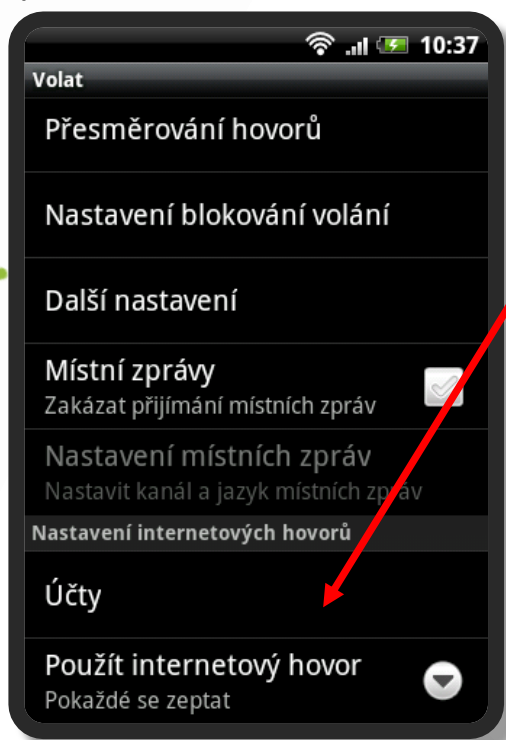 10:37
Volat
Přesměrování hovorů
Nastavení blokování volání
Další nastavení
Místní zprávy
Zakázat přijímání místních zpráv
Nastavení místních zpráv
Nastavit kanál a jazyk místních zpráv
Nastavení internetových hovorů
Účty
Použít internetový hovor
Pokaždé se zeptat